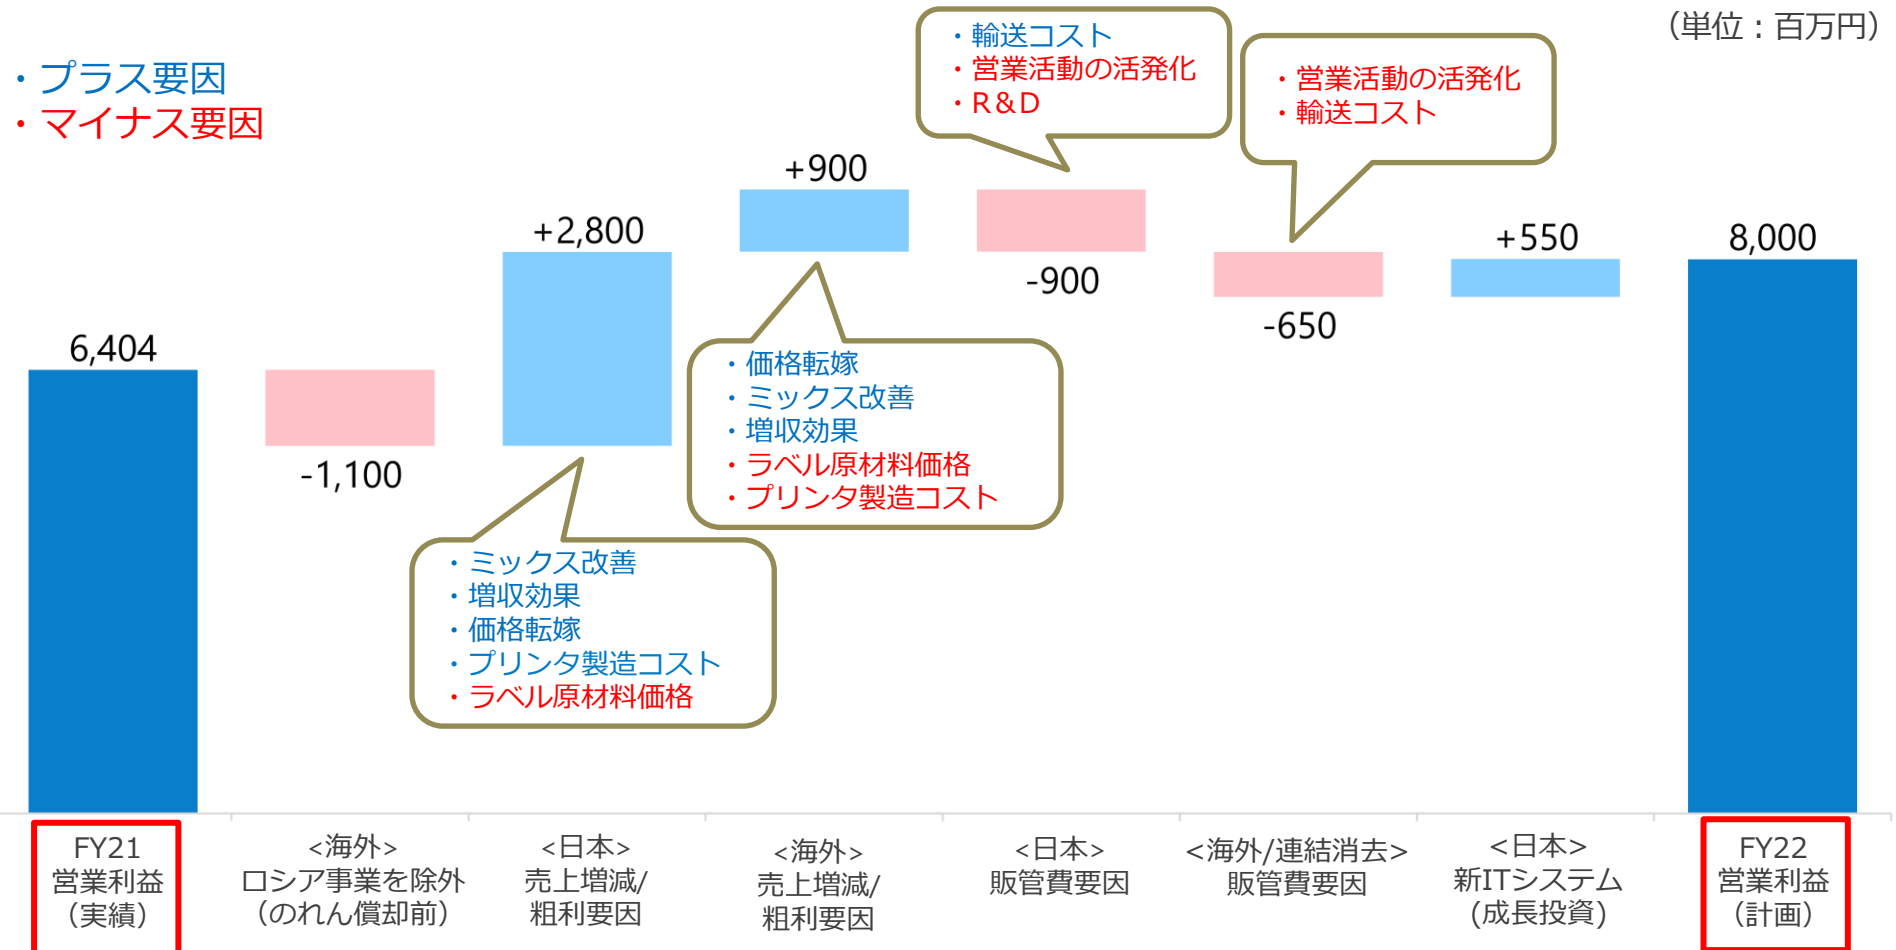 （単位：百万円）
・プラス要因
・マイナス要因
・輸送コスト
・営業活動の活発化
・R＆D
・営業活動の活発化
・輸送コスト
6,404
-1,100
+2,800
+900
-900
-650
+550
8,000
・価格転嫁
・ミックス改善
・増収効果
・ラベル原材料価格
・プリンタ製造コスト
・ミックス改善
・増収効果
・価格転嫁
・プリンタ製造コスト
・ラベル原材料価格
FY21
営業利益
（実績）
<海外>
ロシア事業を除外
（のれん償却前）
<日本>
売上増減/
粗利要因
<海外>
売上増減/
粗利要因
<日本>
販管費要因
<海外/連結消去>
販管費要因
<日本>
新ITシステム
(成長投資)
FY22
営業利益
（計画）